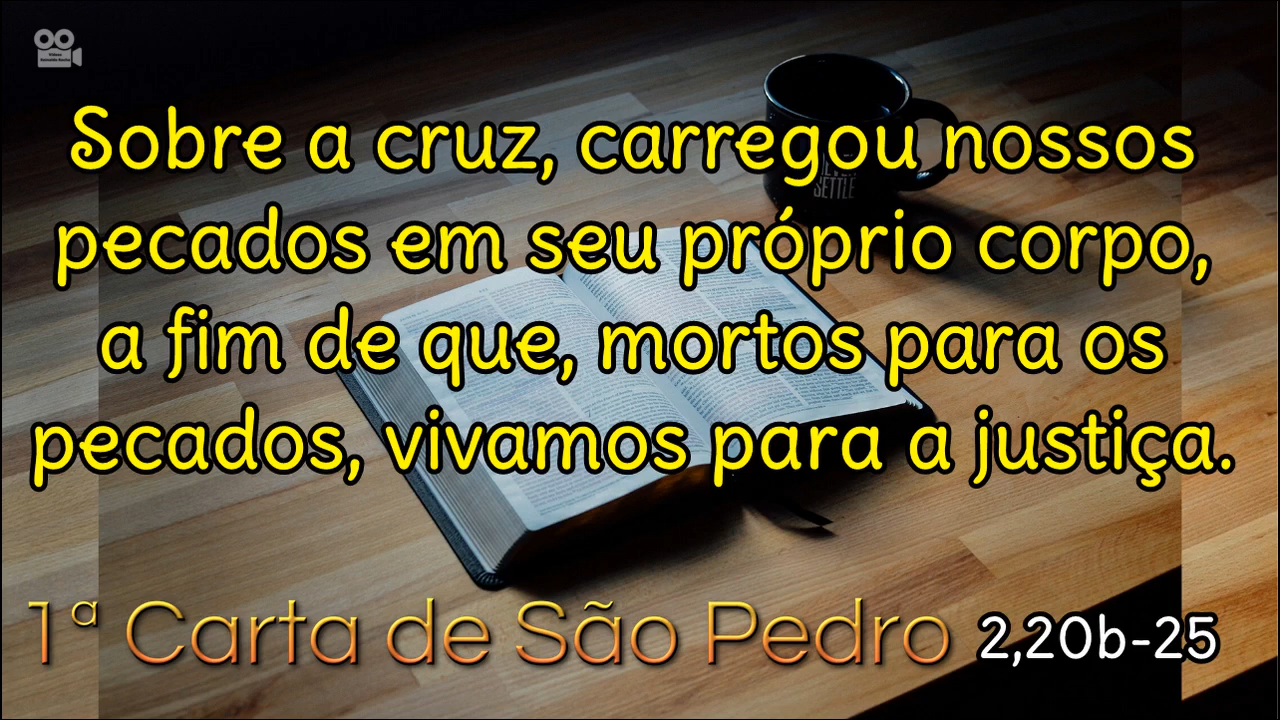 Sobre a cruz, carregou nossos
pecados em seu próprio corpo,
a fim de que, mortos para os
pecados, vivamos para a justiça.
1ª Carta de São Pedro 2,20b-25
SETTLE